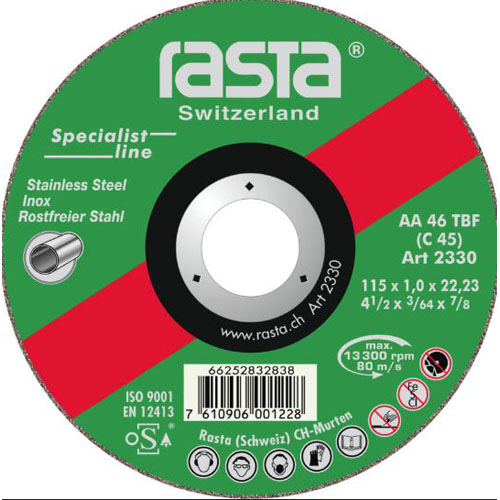 rasta®
Switzerland
Specialist
line
Stainless Steel
Inox
Rostfreier Stahl
AA 46 TBF
(C 45)
Art 2330
115 x 1,0 x 22,23
4 1/2 x 3/64 x 7/8
www.rasta.ch Art 2330
max.
13 300 rpm
80 m/s
Fe
Cl
66252832838
7 610906 001228
ISO 9001
EN 12413
oSA
Rasta (Schweiz) CH-Murten